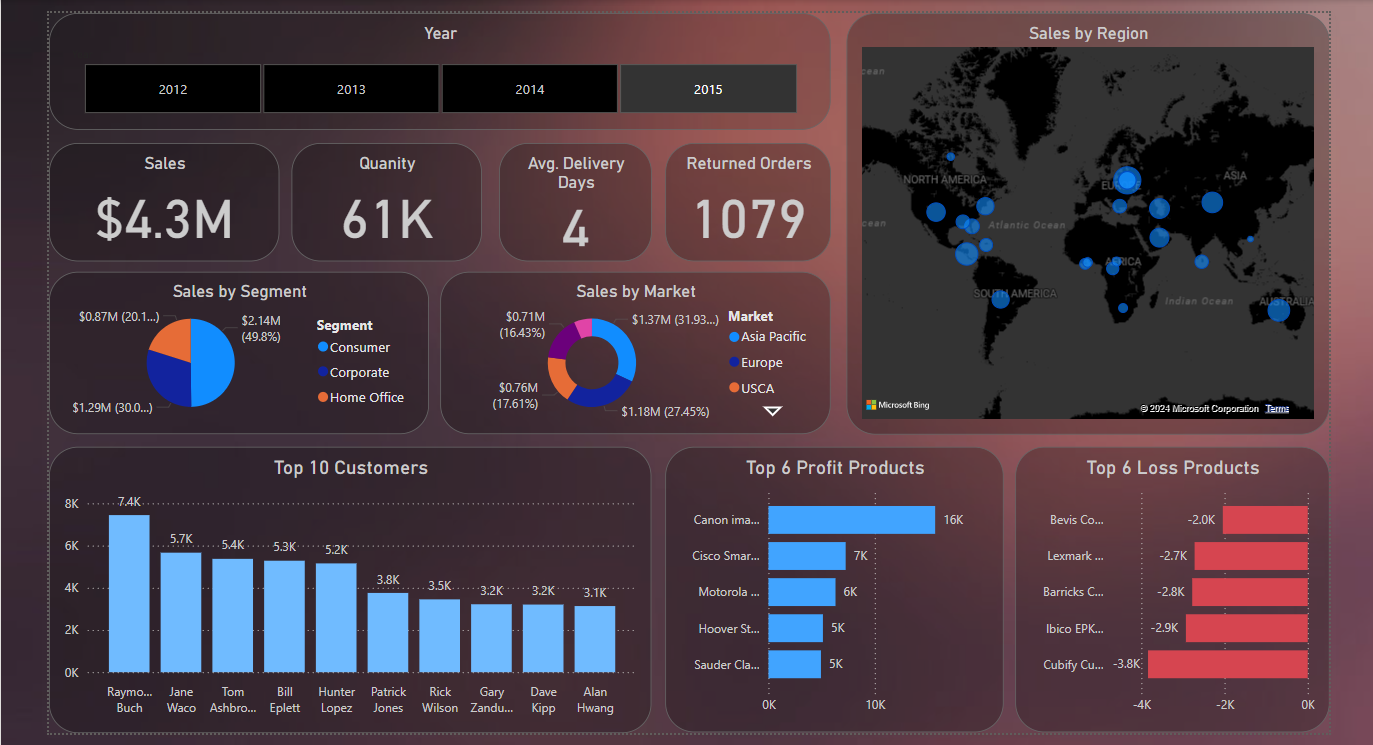 Year
2012
2013
2014
2015
Sales
$4.3M
Quanity
61K
Avg. Delivery
Days
4
Returned Orders
1079
Sales by Region
cean
NORTH AMERICA
EUROPE
ASIA
Atlantic Ocean
cean
AFRICA
SOUTH AMERICA
Indian Ocean
AUSTRALIA
Microsoft Bing
© 2024 Microsoft Corporation Terms
Sales by Segment
$0.87M (20.1...)
$2.14M
(49.8%)
$1.29M (30.0...)
Segment
Consumer
Corporate
Home Office
Sales by Market
$0.71M
(16.43%)
$1.37M (31.93...)
$0.76M
(17.61%)
$1.18M (27.45%)
Market
Asia Pacific
Europe
USCA
Top 10 Customers
8K
6K
4K
2K
0K
7.4K
5.7K
5.4K
5.3K
5.2K
3.8K
3.5K
3.2K
3.2K
3.1K
Raymo...
Buch
Jane
Waco
Tom
Ashbro...
Bill
Eplett
Hunter
Lopez
Patrick
Jones
Rick
Wilson
Gary
Zandu...
Dave
Kipp
Alan
Hwang
Top 6 Profit Products
Canon ima... 16K
Cisco Smar... 7K
Motorola ... 6K
Hoover St... 5K
Sauder Cla... 5K
0K 10K
Top 6 Loss Products
Bevis Co... -2.0K
Lexmark ... -2.7K
Barricks C... -2.8K
Ibico EPK... -2.9K
Cubify Cu... -3.8K
-4K -2K 0K